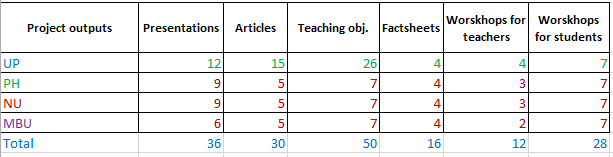 Project outputs Presentations Articles Teaching obj. Factsheets Worskhops for teachers Worskhops for students
UP 12 15 26 4 4 7
PH 9 5 7 4 3 7
NU 9 5 7 4 3 7
MBU 6 5 7 4 2 7
Total 36 30 50 16 12 28